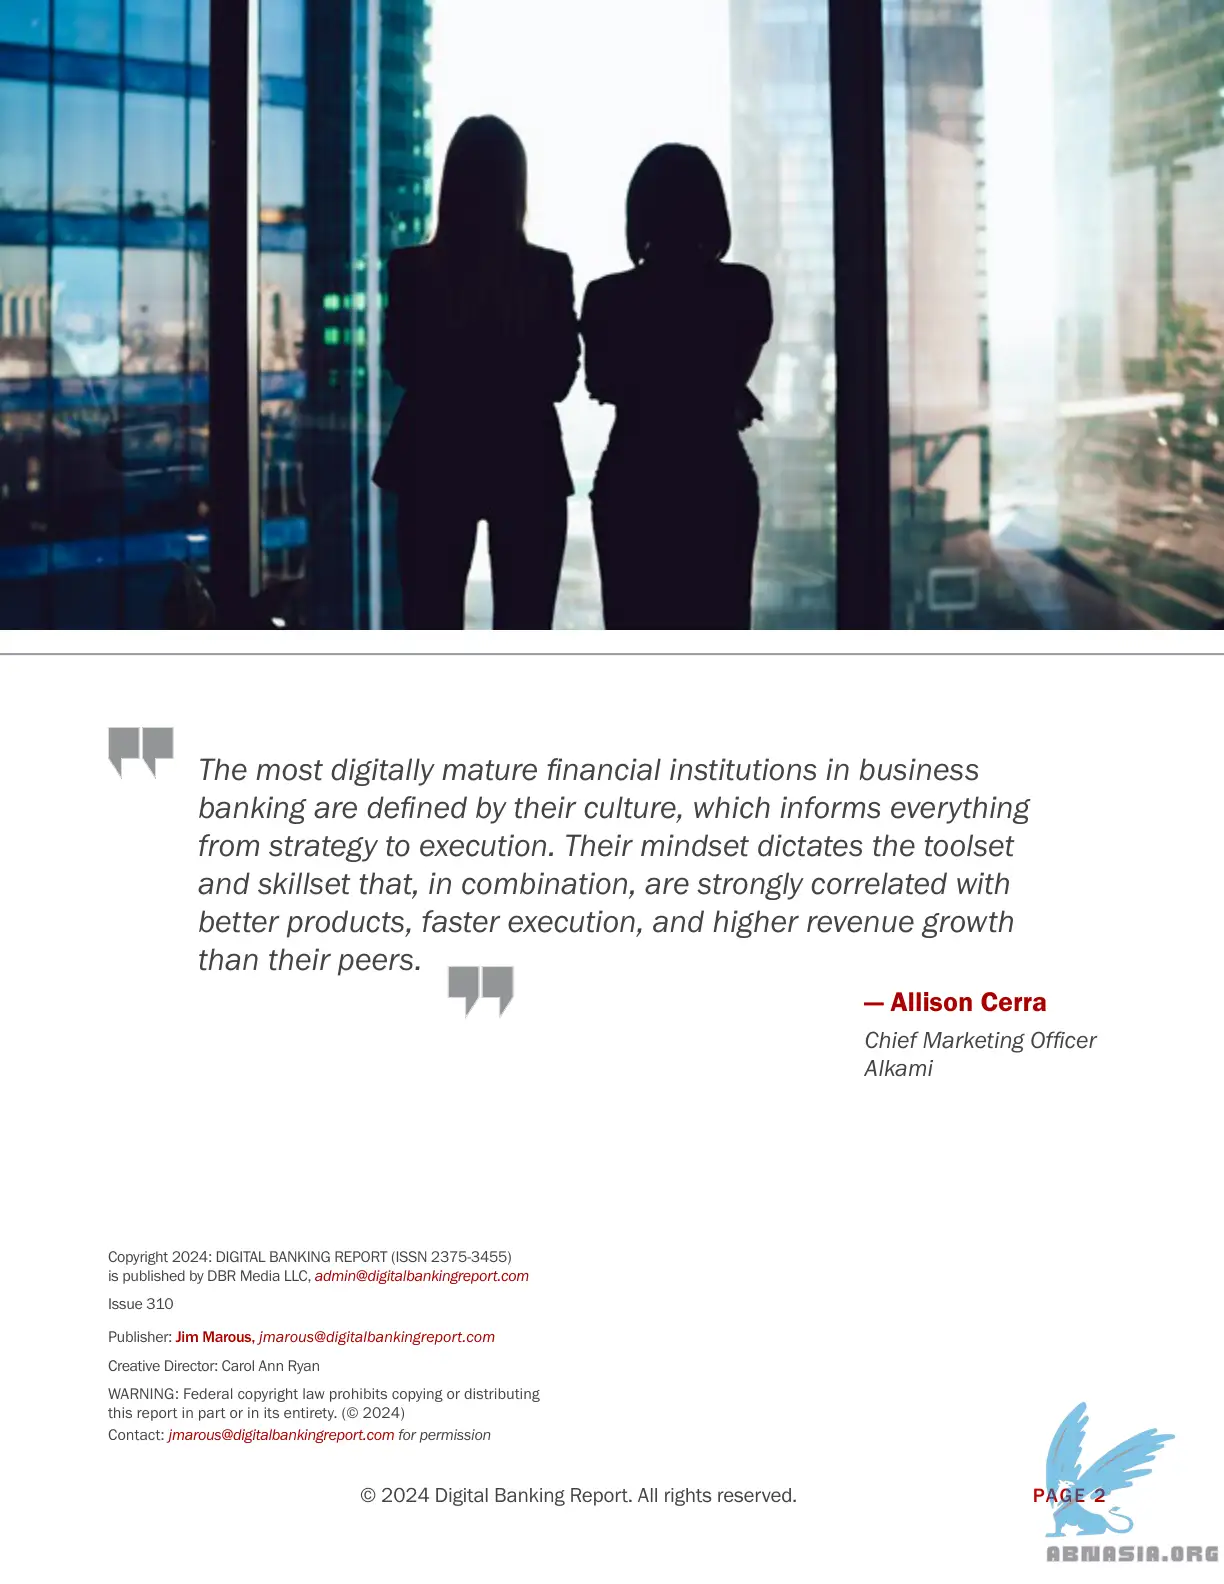 The most digitally mature financial institutions in business
banking are defined by their culture, which informs everything
from strategy to execution. Their mindset dictates the toolset
and skillset that, in combination, are strongly correlated with
better products, faster execution, and higher revenue growth
than their peers.
— Allison Cerra
Chief Marketing Officer
Alkami
Copyright 2024: DIGITAL BANKING REPORT (ISSN 2375-3455)
is published by DBR Media LLC, admin@digitalbankingreport.com
Issue 310
Publisher: Jim Marous, jmarous@digitalbankingreport.com
Creative Director: Carol Ann Ryan
WARNING: Federal copyright law prohibits copying or distributing
this report in part or in its entirety. (© 2024)
Contact: jmarous@digitalbankingreport.com for permission
© 2024 Digital Banking Report. All rights reserved.
PAGE 2
ABNASIA.ORG